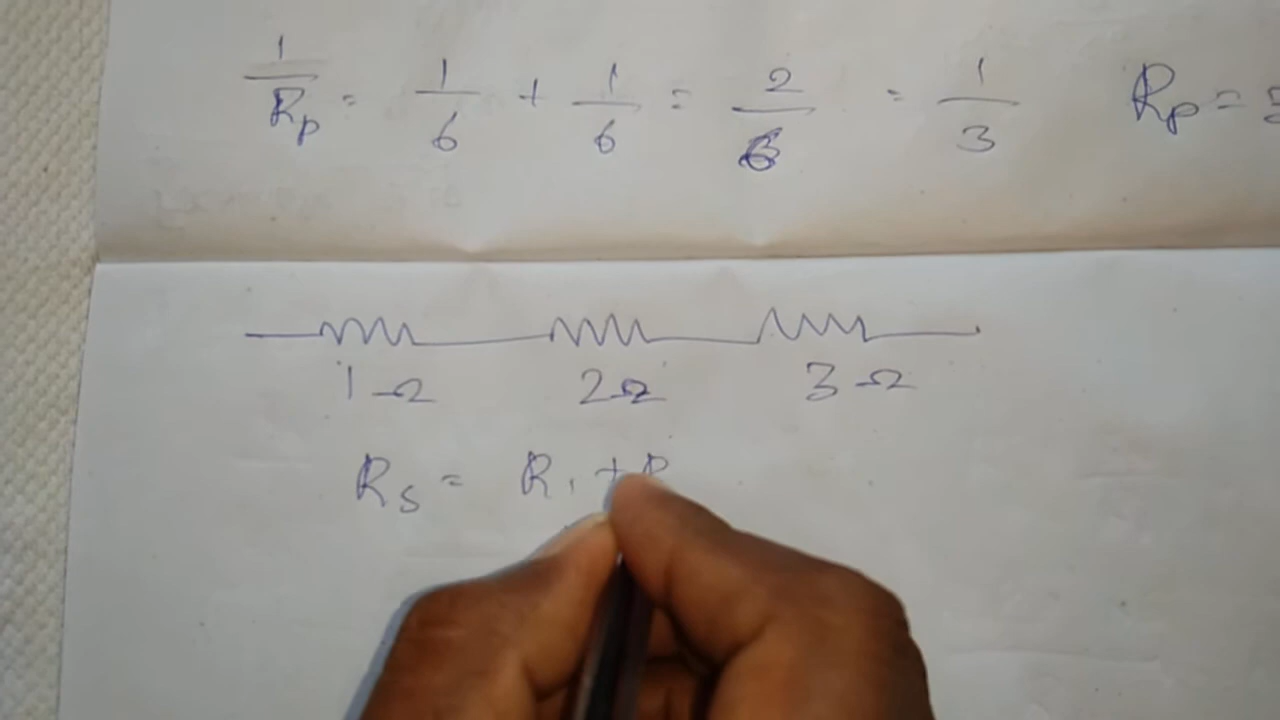 1/Rp = 1/6 + 1/6 = 2/6 = 1/3 Rp =
1Ω 2Ω 3Ω
Rs = R1 + R